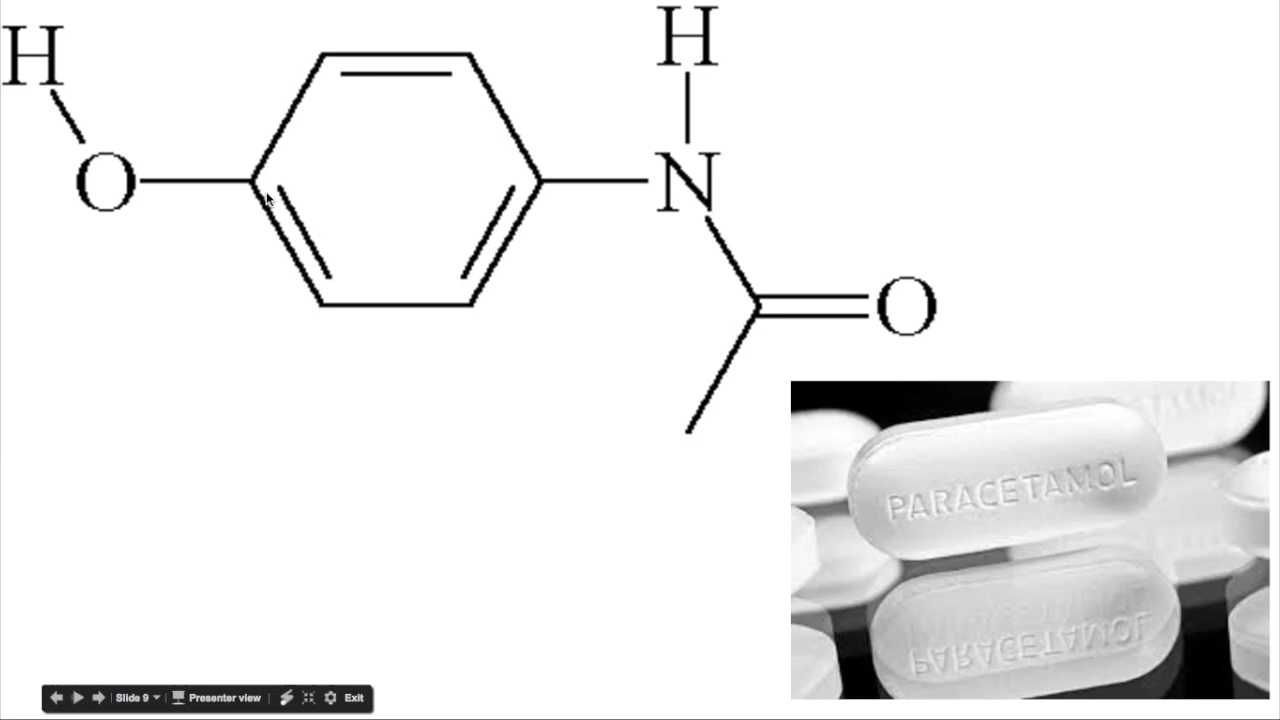 H
H
O
N
O
PARACETAMOL
PARACETAMOL
Slide 9
Presenter view
Exit